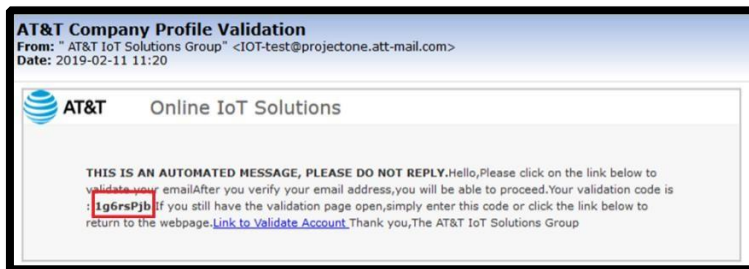 AT&T Company Profile Validation
From: " AT&T IoT Solutions Group" <IOT-test@projectone.att-mail.com>
Date: 2019-02-11 11:20
AT&T Online IoT Solutions
THIS IS AN AUTOMATED MESSAGE, PLEASE DO NOT REPLY.Hello,Please click on the link below to
validate your emailAfter you verify your email address,you will be able to proceed.Your validation code is
: 1g6rsPjb If you still have the validation page open,simply enter this code or click the link below to
return to the webpage.Link to Validate Account Thank you,The AT&T IoT Solutions Group